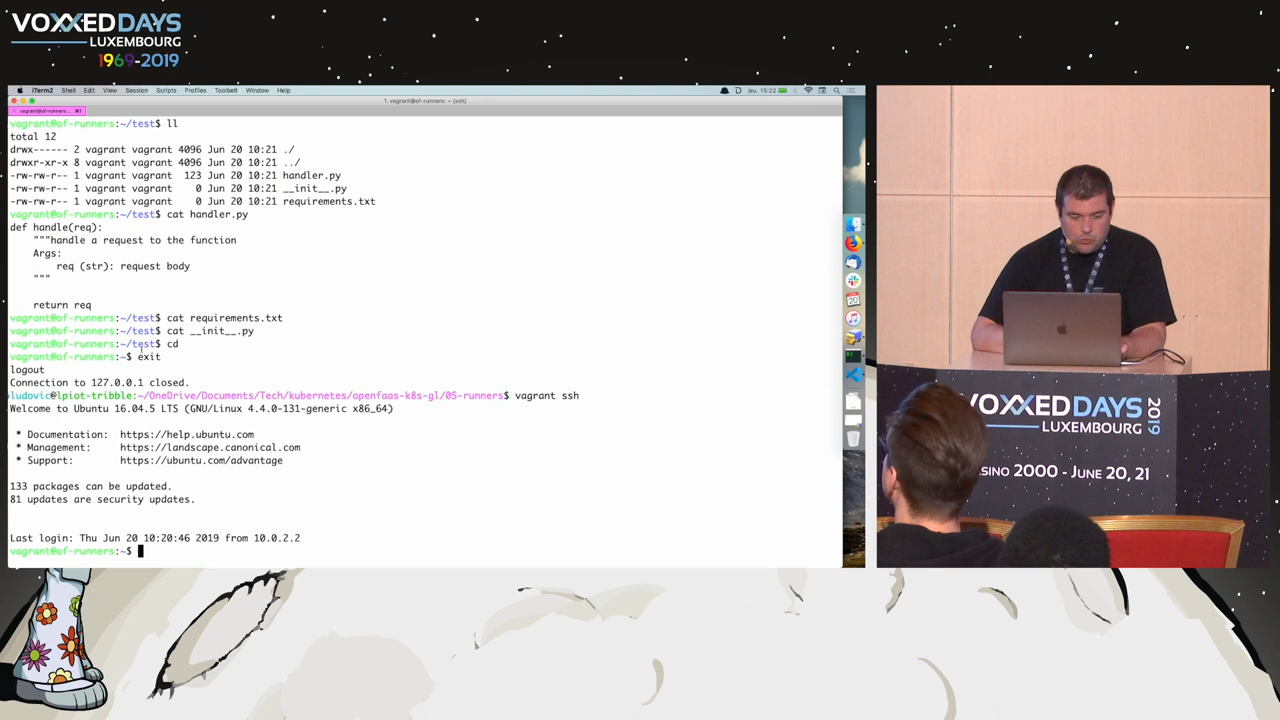 VOXXEDDAYS
LUXEMBOURG
1969-2019
iTerm2 Shell Edit View Session Scripts Profiles Toolbelt Window Help
jeu. 15:22
1. vagrant@of-runners: ~ (ssh)
vagrant@of-runners:... ⌘1
vagrant@of-runners:~/test$ ll
total 12
drwx------ 2 vagrant vagrant 4096 Jun 20 10:21 ./
drwxr-xr-x 8 vagrant vagrant 4096 Jun 20 10:21 ../
-rw-rw-r-- 1 vagrant vagrant  123 Jun 20 10:21 handler.py
-rw-rw-r-- 1 vagrant vagrant    0 Jun 20 10:21 __init__.py
-rw-rw-r-- 1 vagrant vagrant    0 Jun 20 10:21 requirements.txt
vagrant@of-runners:~/test$ cat handler.py
def handle(req):
    """handle a request to the function
    Args:
        req (str): request body
    """
    return req
vagrant@of-runners:~/test$ cat requirements.txt
vagrant@of-runners:~/test$ cat __init__.py
vagrant@of-runners:~/test$ cd
vagrant@of-runners:~$ exit
logout
Connection to 127.0.0.1 closed.
ludovic@lpiot-tribble:~/OneDrive/Documents/Tech/kubernetes/openfaas-k8s-gl/05-runners$ vagrant ssh
Welcome to Ubuntu 16.04.5 LTS (GNU/Linux 4.4.0-131-generic x86_64)
 * Documentation:  https://help.ubuntu.com
 * Management:     https://landscape.canonical.com
 * Support:        https://ubuntu.com/advantage
133 packages can be updated.
81 updates are security updates.
Last login: Thu Jun 20 10:20:46 2019 from 10.0.2.2
vagrant@of-runners:~$
VOXXEDDAYS 2019
LUXEMBOURG
SINO 2000 - JUNE 20, 21